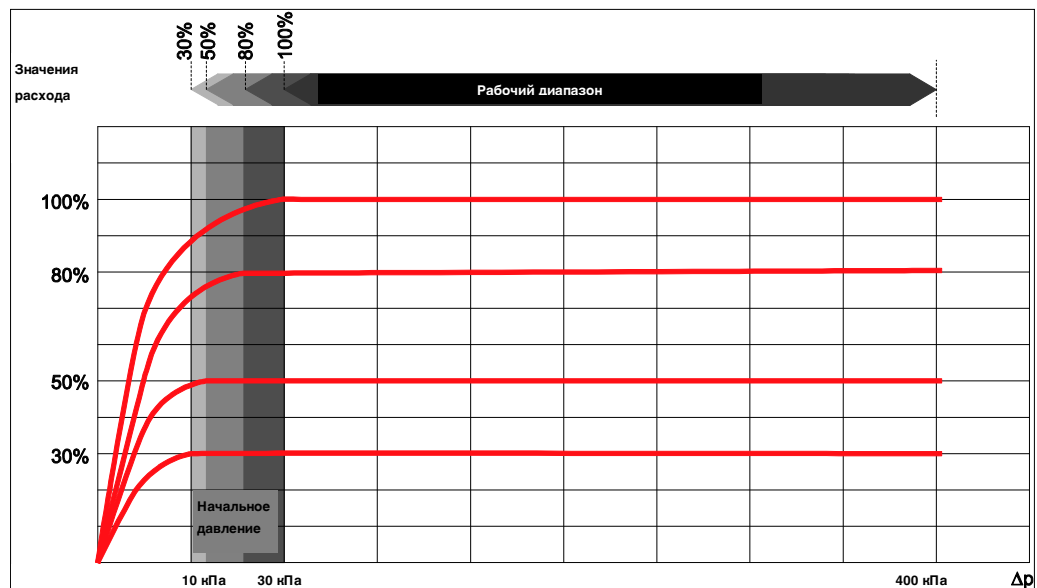 30%
50%
80%
100%
Значения
расхода
Рабочий диапазон
100%
80%
50%
30%
Начальное
давление
10 кПа
30 кПа
400 кПа
Δp